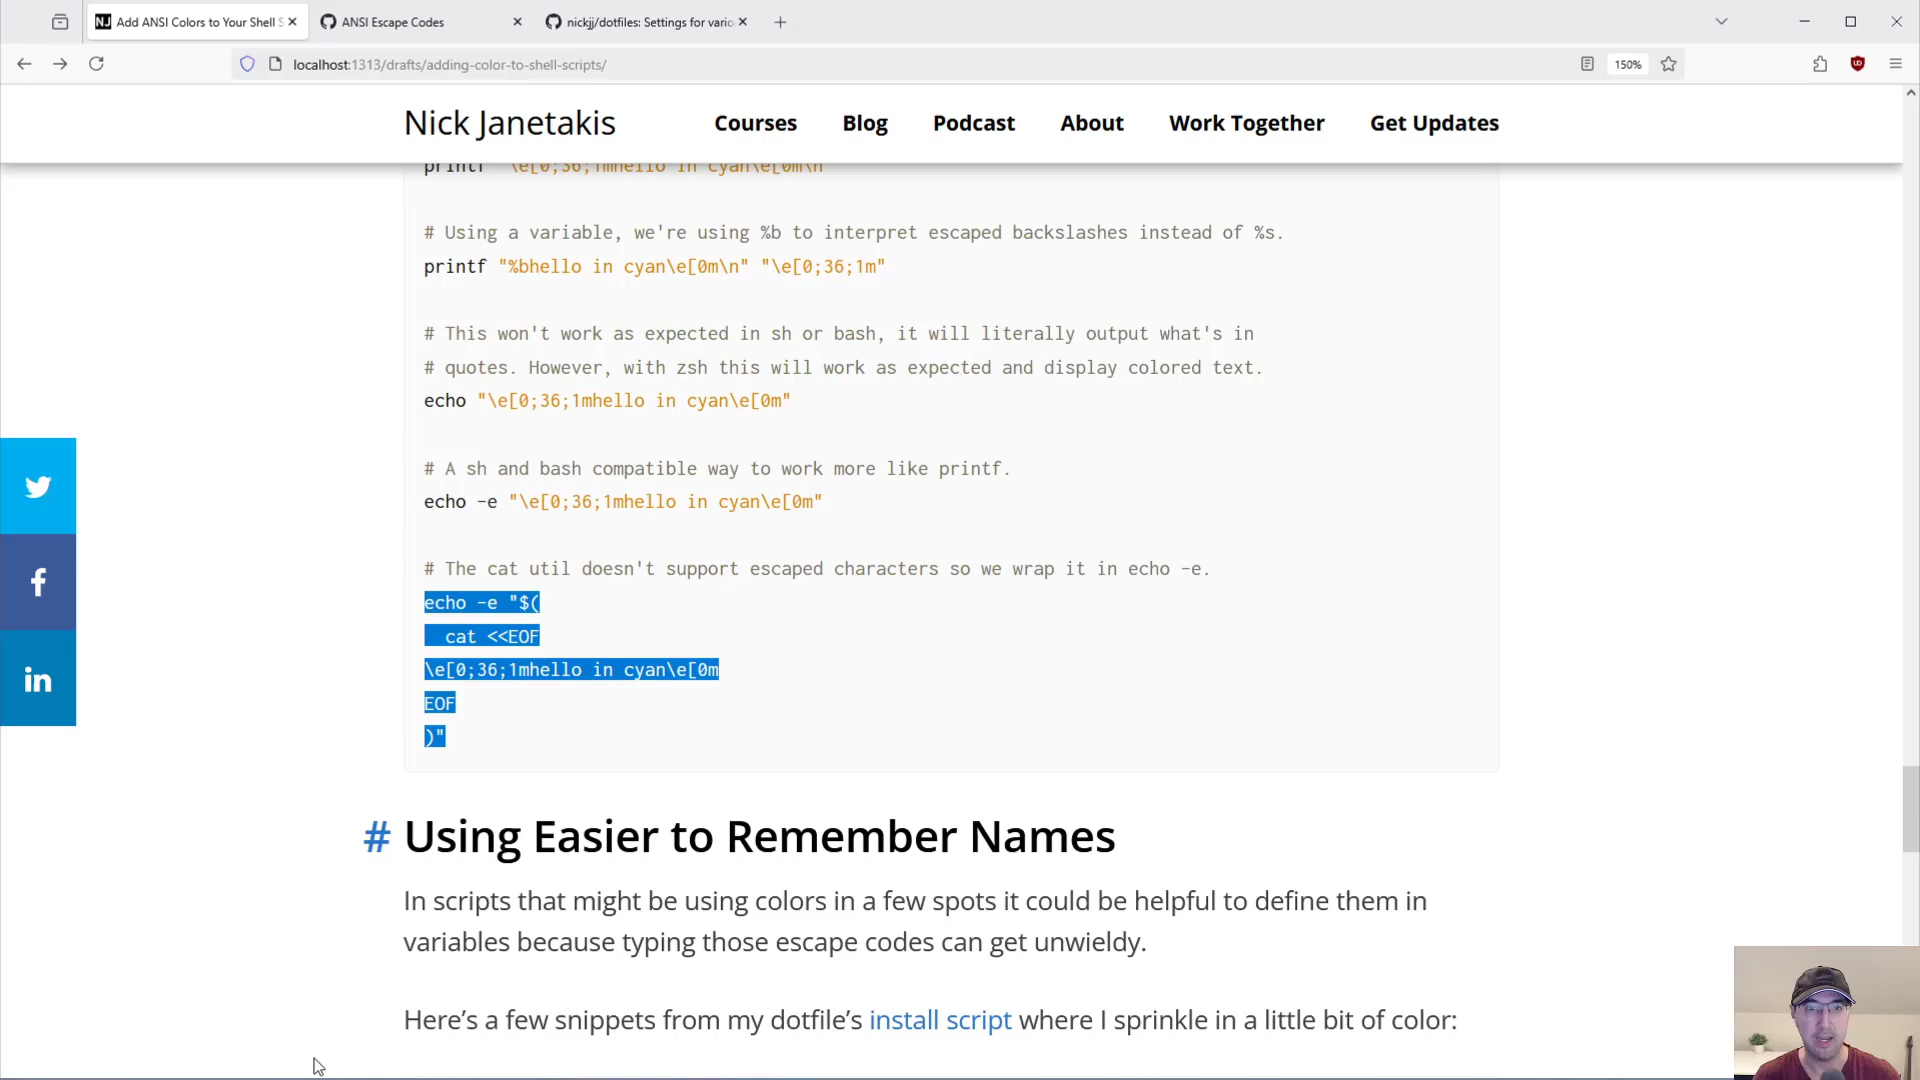 Add ANSI Colors to Your Shell S
ANSI Escape Codes
nickjj/dotfiles: Settings for vario
localhost:1313/drafts/adding-color-to-shell-scripts/
150%
Nick Janetakis
Courses
Blog
Podcast
About
Work Together
Get Updates
printf "\e[0;36;1mhello in cyan\e[0m\n"
# Using a variable, we're using %b to interpret escaped backslashes instead of %s.
printf "%bhello in cyan\e[0m\n" "\e[0;36;1m"
# This won't work as expected in sh or bash, it will literally output what's in
# quotes. However, with zsh this will work as expected and display colored text.
echo "\e[0;36;1mhello in cyan\e[0m"
# A sh and bash compatible way to work more like printf.
echo -e "\e[0;36;1mhello in cyan\e[0m"
# The cat util doesn't support escaped characters so we wrap it in echo -e.
echo -e "$(
  cat <<EOF
\e[0;36;1mhello in cyan\e[0m
EOF
)"
# Using Easier to Remember Names
In scripts that might be using colors in a few spots it could be helpful to define them in
variables because typing those escape codes can get unwieldy.
Here's a few snippets from my dotfile's install script where I sprinkle in a little bit of color: